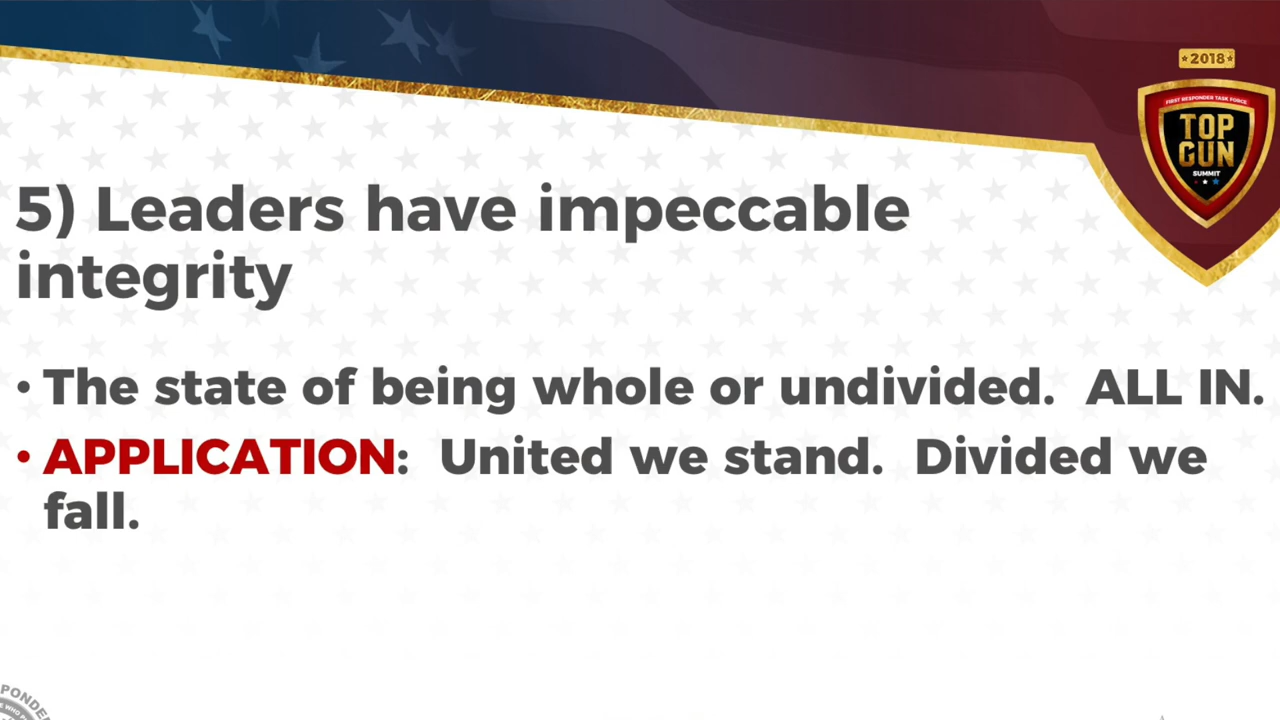 2018
FIRST RESPONDER TASK FORCE
TOP
GUN
SUMMIT
5) Leaders have impeccable
integrity
• The state of being whole or undivided.  ALL IN.
• APPLICATION:  United we stand.  Divided we
fall.